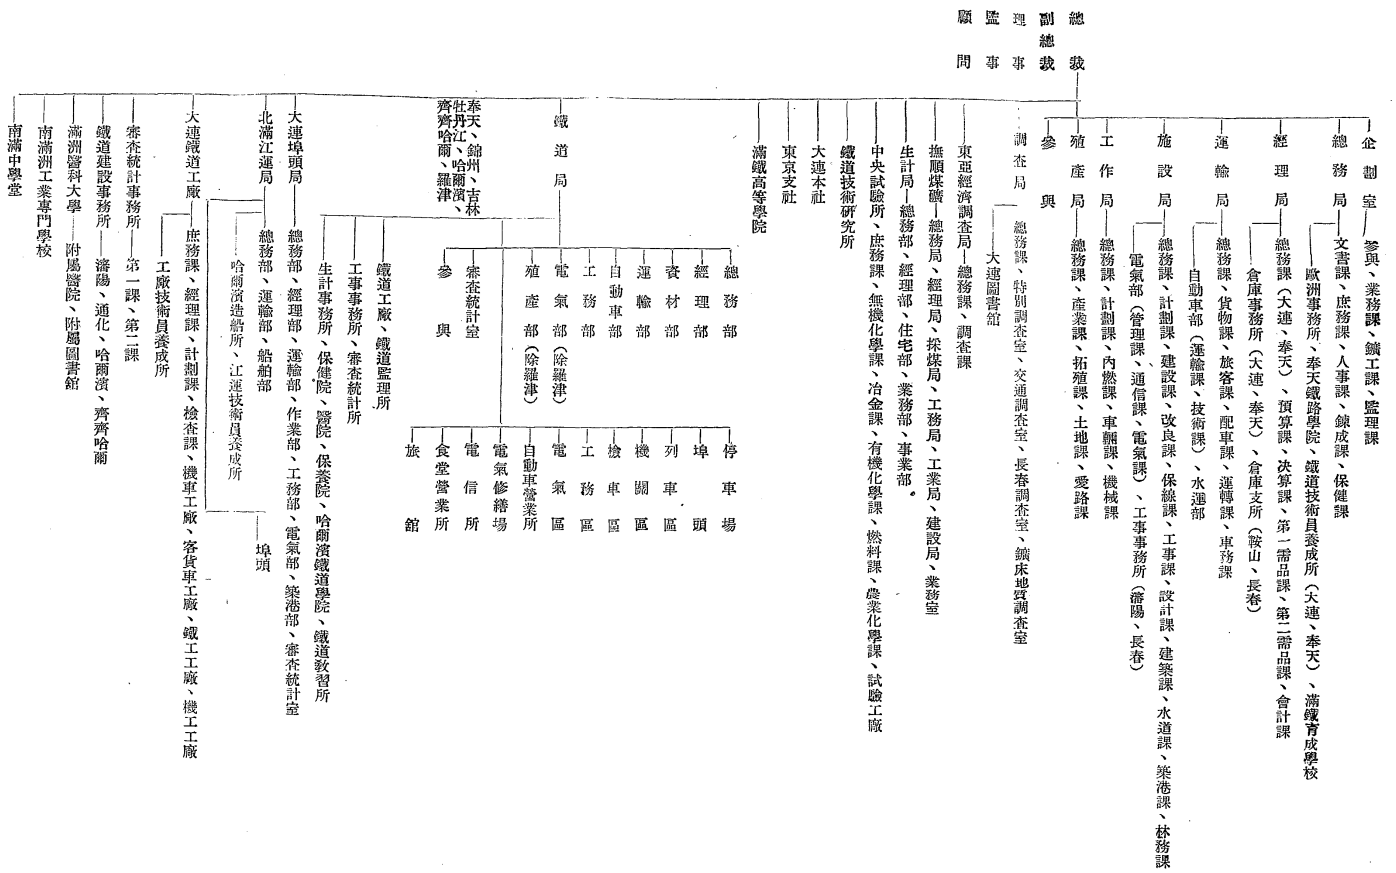 總裁
副總裁
理事
監事
顧問
企劃室
參與、業務課、鑛工課、監理課
總務局
文書課、庶務課、人事課、鍊成課、保健課
歐洲事務所、奉天鐵路學院、鐵道技術員養成所（大連、奉天）、滿鐵育成學校
經理局
總務課（大連、奉天）、預算課、决算課、第一需品課、第二需品課、會計課
倉庫事務所（大連、奉天）、倉庫支所（鞍山、長春）
運輸局
總務課、貨物課、旅客課、配車課、運轉課、車務課
自動車部（運輸課、技術課）、水運部
施設局
總務課、計劃課、建設課、改良課、保線課、工事課、設計課、建築課、水道課、築港課、林務課
電氣部（管理課、通信課、電氣課）、工事事務所（瀋陽、長春）
工作局
總務課、計劃課、內燃課、車輛課、機械課
殖產局
總務課、產業課、拓殖課、土地課、愛路課
參與
調查局
總務課、特別調查室、交通調查室、長春調查室、鑛床地質調查室
大連圖書館
東亞經濟調查局—總務課、調查課
撫順煤礦—總務局、經理局、採煤局、工務局、工業局、建設局、業務室
生計局—總務部、經理部、住宅部、業務部、事業部。
中央試驗所、庶務課、無機化學課、冶金課、有機化學課、燃料課、農業化學課、試驗工廠
鐵道技術研究所
大連本社
東京支社
滿鐵高等學院
鐵道局
奉天、錦州、吉林
牡丹江、哈爾濱、
齊齊哈爾、羅津
總務部
經理部
資材部
運輸部
自動車部
工務部
電氣部（除羅津）
殖產部（除羅津）
審查統計室
參與
停車場
埠頭
列車區
機關區
檢車區
工務區
電氣區
自動車營業所
電氣修繕場
電信所
食堂營業所
旅館
鐵道工廠、鐵道監理所
工事事務所、審查統計所
生計事務所、保健院、醫院、保養院、哈爾濱鐵道學院、鐵道教習所
大連埠頭局
總務部、經理部、運輸部、作業部、工務部、電氣部、築港部、審查統計室
北滿江運局
總務部、運輸部、船舶部
埠頭
哈爾濱造船所、江運技術員養成所
大連鐵道工廠
庶務課、經理課、計劃課、檢查課、機車工廠、客貨車工廠、鐵工工廠、機工工廠
工廠技術員養成所
審查統計事務所—第一課、第二課
鐵道建設事務所—瀋陽、通化、哈爾濱、齊齊哈爾
滿洲醫科大學—附屬醫院、附屬圖書館
南滿洲工業專門學校
南滿中學堂